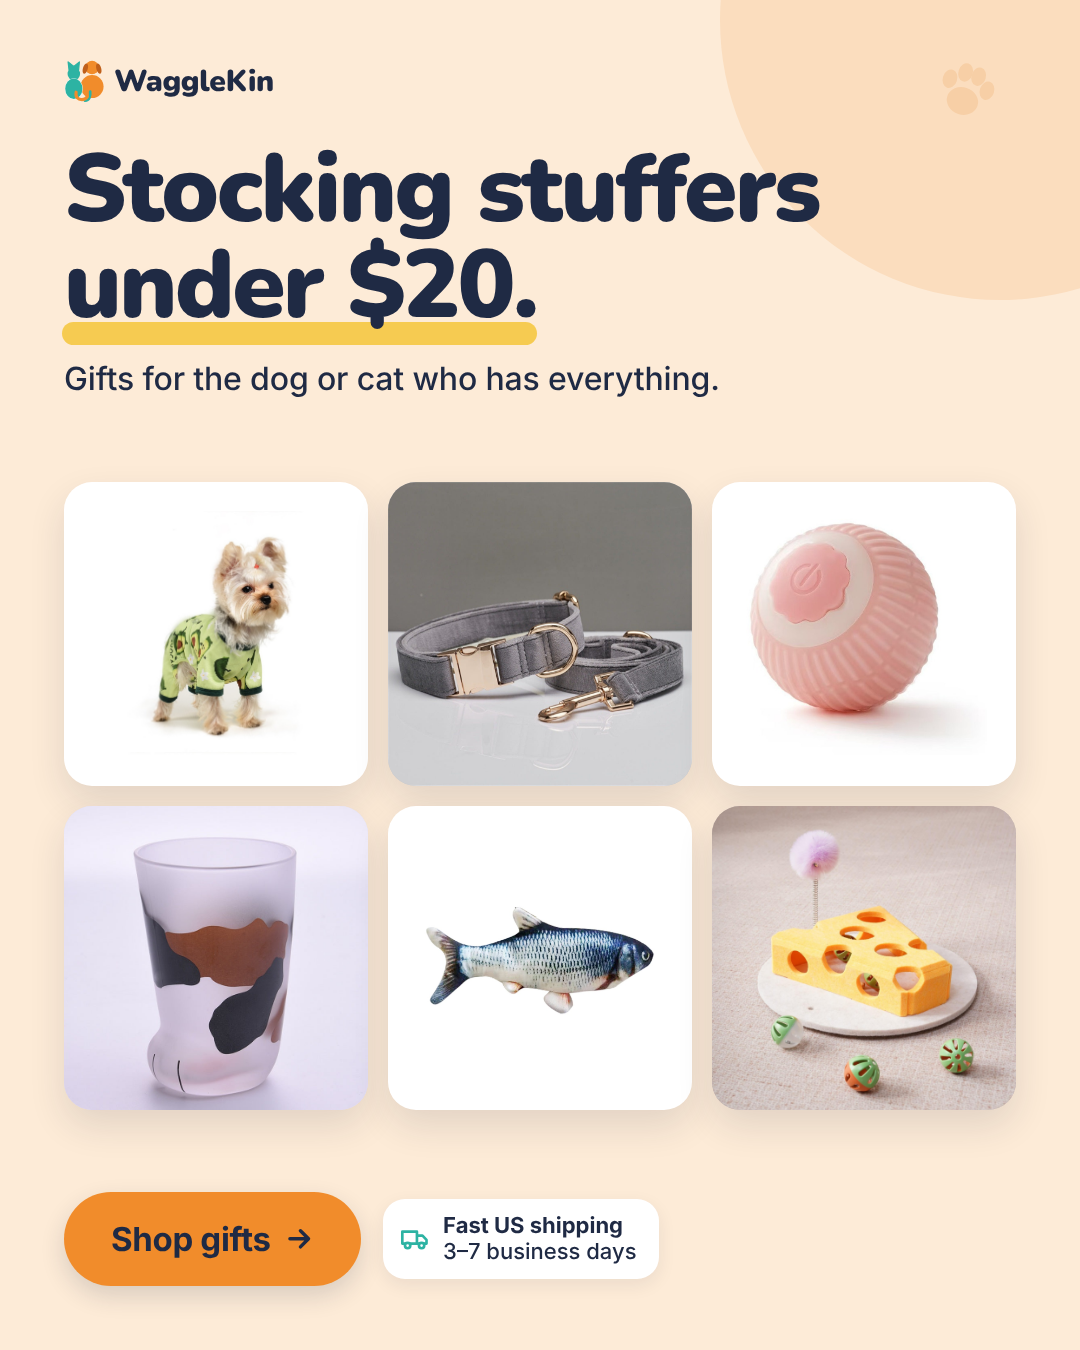 WaggleKin
Stocking stuffers
under $20.
Gifts for the dog or cat who has everything.
Shop gifts →
Fast US shipping
3–7 business days